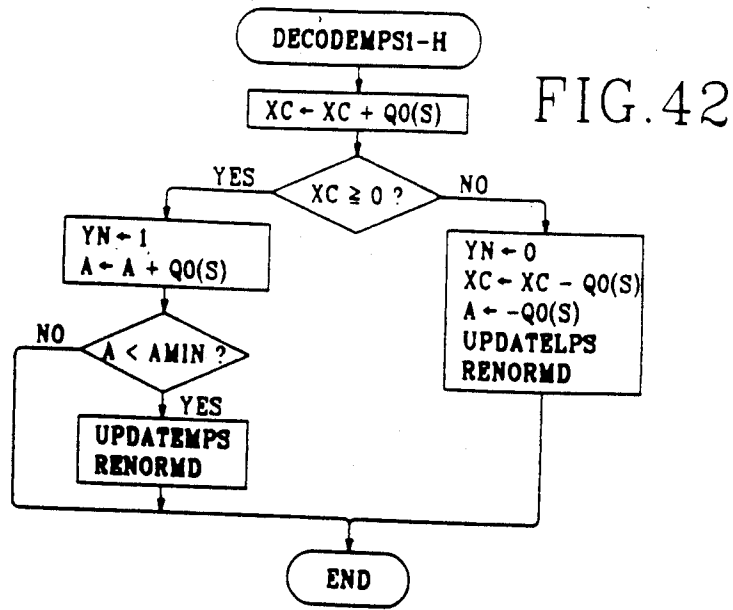 DECODEMPS1-H
FIG.42
XC ← XC + Q0(S)
YES
XC ≧ 0 ?
NO
YN ← 1
A ← A + Q0(S)
YN ← 0
XC ← XC - Q0(S)
A ← -Q0(S)
UPDATELPS
RENORMD
NO
A < AMIN ?
YES
UPDATEMPS
RENORMD
END